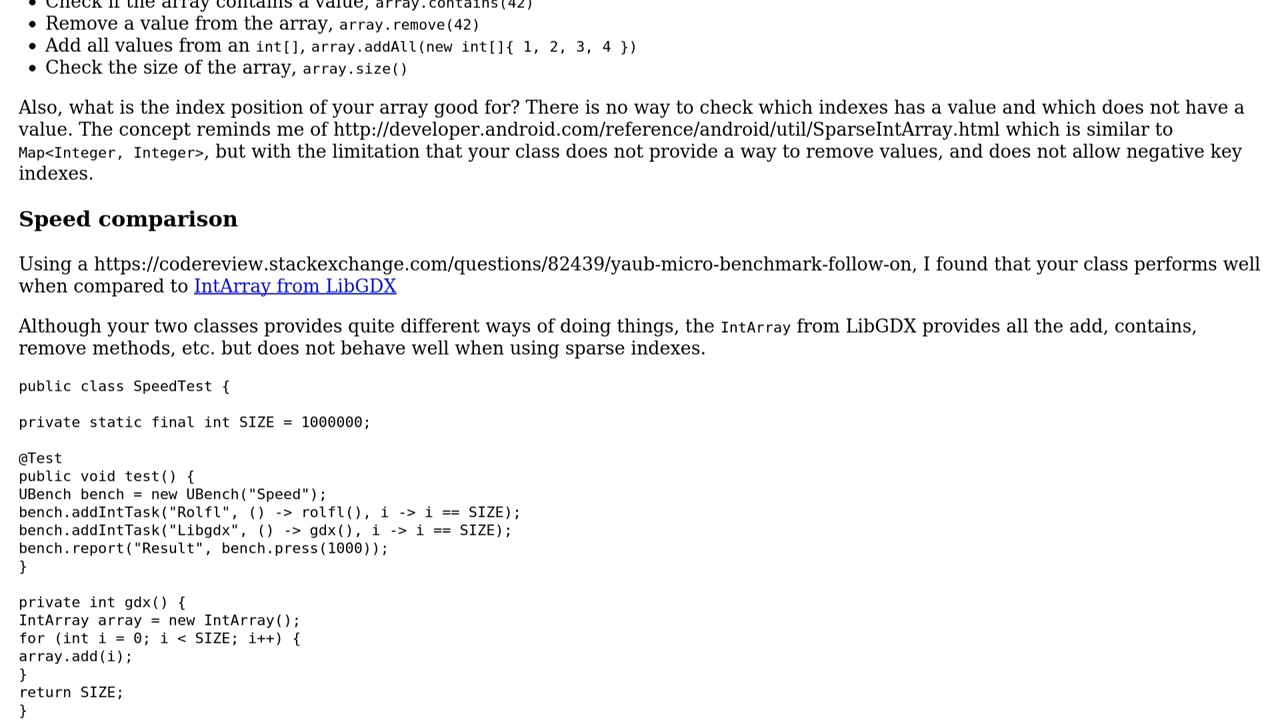 • Check if the array contains a value, array.contains(42)
• Remove a value from the array, array.remove(42)
• Add all values from an int[], array.addAll(new int[]{ 1, 2, 3, 4 })
• Check the size of the array, array.size()
Also, what is the index position of your array good for? There is no way to check which indexes has a value and which does not have a
value. The concept reminds me of http://developer.android.com/reference/android/util/SparseIntArray.html which is similar to
Map<Integer, Integer>, but with the limitation that your class does not provide a way to remove values, and does not allow negative key
indexes.
Speed comparison
Using a https://codereview.stackexchange.com/questions/82439/yaub-micro-benchmark-follow-on, I found that your class performs well
when compared to IntArray from LibGDX
Although your two classes provides quite different ways of doing things, the IntArray from LibGDX provides all the add, contains,
remove methods, etc. but does not behave well when using sparse indexes.
public class SpeedTest {
private static final int SIZE = 1000000;
@Test
public void test() {
UBench bench = new UBench("Speed");
bench.addIntTask("Rolfl", () -> rolfl(), i -> i == SIZE);
bench.addIntTask("Libgdx", () -> gdx(), i -> i == SIZE);
bench.report("Result", bench.press(1000));
}
private int gdx() {
IntArray array = new IntArray();
for (int i = 0; i < SIZE; i++) {
array.add(i);
}
return SIZE;
}